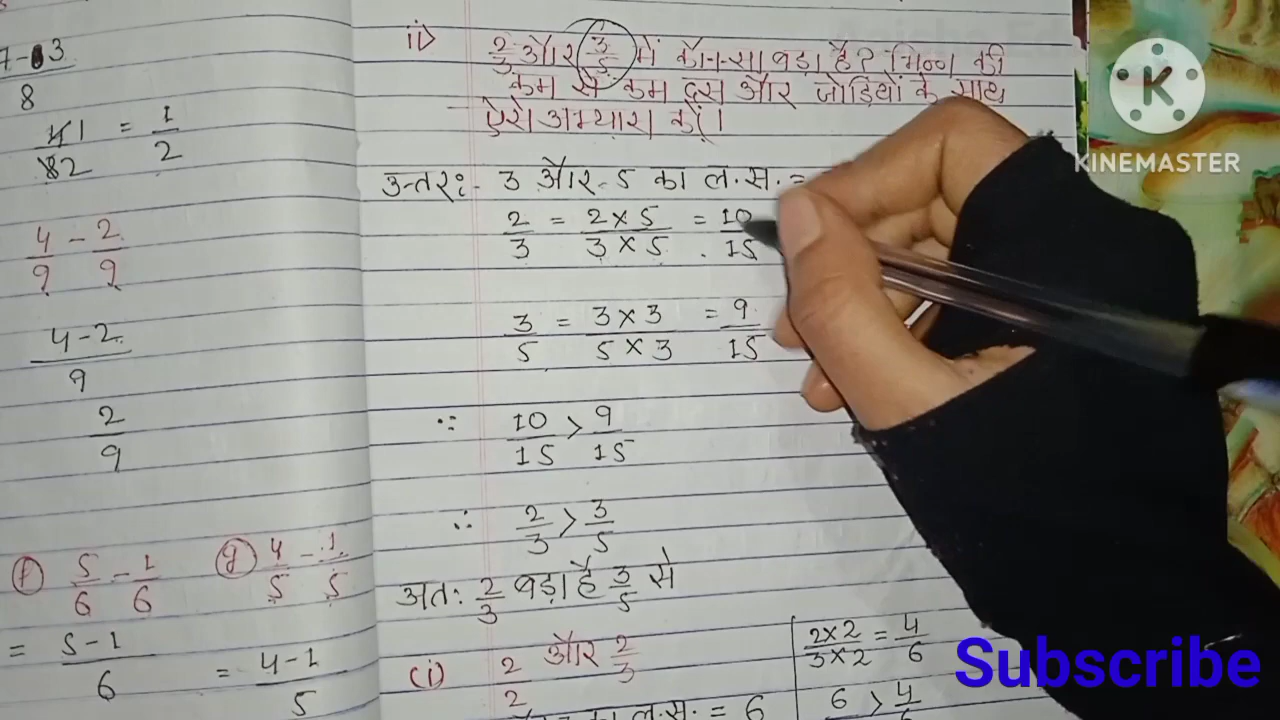 7-3
8
41 = 1
82 2
4 - 2
9 9
4-2
9
2
9
f) 5 - 1
6 6
= 5-1
6
g) 4 - 1
5 5
= 4-1
5
ii> 2/3 और 3/5 में कौन-सा बड़ा है? भिन्न की
कम से कम दस और जोड़ियों के साथ
ऐसे अभ्यास करें।
उत्तरः- 3 और 5 का ल.स. =
2/3 = 2×5/3×5 = 10/15
3/5 = 3×3/5×3 = 9/15
∵ 10/15 > 9/15
∴ 2/3 > 3/5
अतः 2/3 बड़ा है 3/5 से
(i) 2/2 और 2/3
का ल.स. = 6
2×2/3×2 = 4/6
6 > 4/6
KINEMASTER
Subscribe